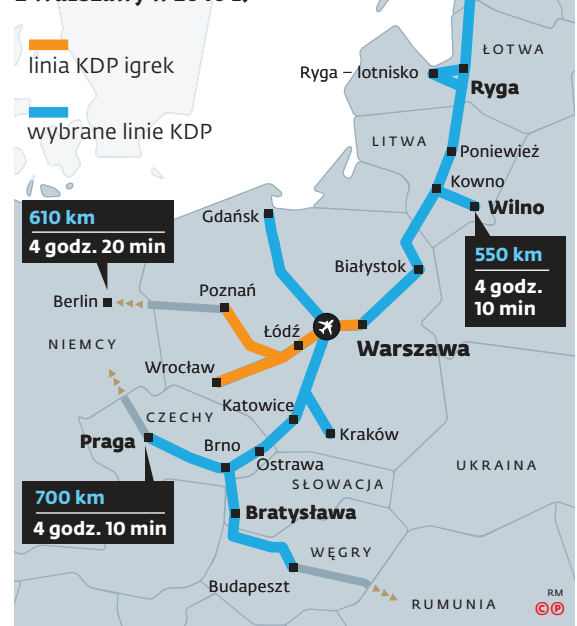 linia KDP igrek
wybrane linie KDP
ŁOTWA
Ryga – lotnisko
Ryga
LITWA
Poniewież
Kowno
Wilno
610 km
4 godz. 20 min
Gdańsk
550 km
4 godz.
10 min
Białystok
Berlin
Poznań
NIEMCY
Łódź
Warszawa
Wrocław
Katowice
CZECHY
Praga
Brno
Kraków
Ostrawa
UKRAINA
SŁOWACJA
700 km
4 godz. 10 min
Bratysława
WĘGRY
Budapeszt
RUMUNIA
RM
©℗